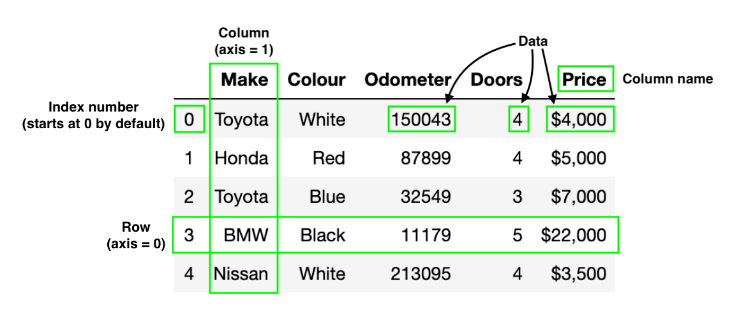 Column
(axis = 1)
Data
Make Colour Odometer Doors Price Column name
Index number
(starts at 0 by default)
0 Toyota White 150043 4 $4,000
1 Honda Red 87899 4 $5,000
2 Toyota Blue 32549 3 $7,000
Row
(axis = 0)
3 BMW Black 11179 5 $22,000
4 Nissan White 213095 4 $3,500